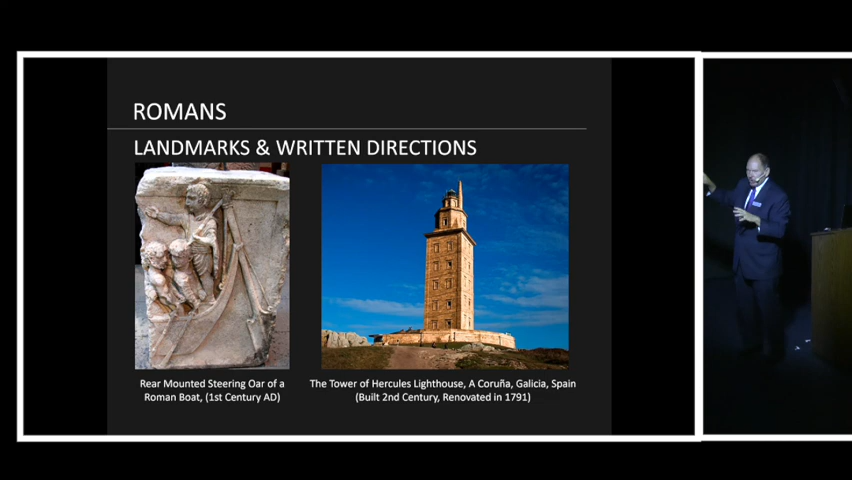 ROMANS
LANDMARKS & WRITTEN DIRECTIONS
Rear Mounted Steering Oar of a
Roman Boat, (1st Century AD)
The Tower of Hercules Lighthouse, A Coruña, Galicia, Spain
(Built 2nd Century, Renovated in 1791)